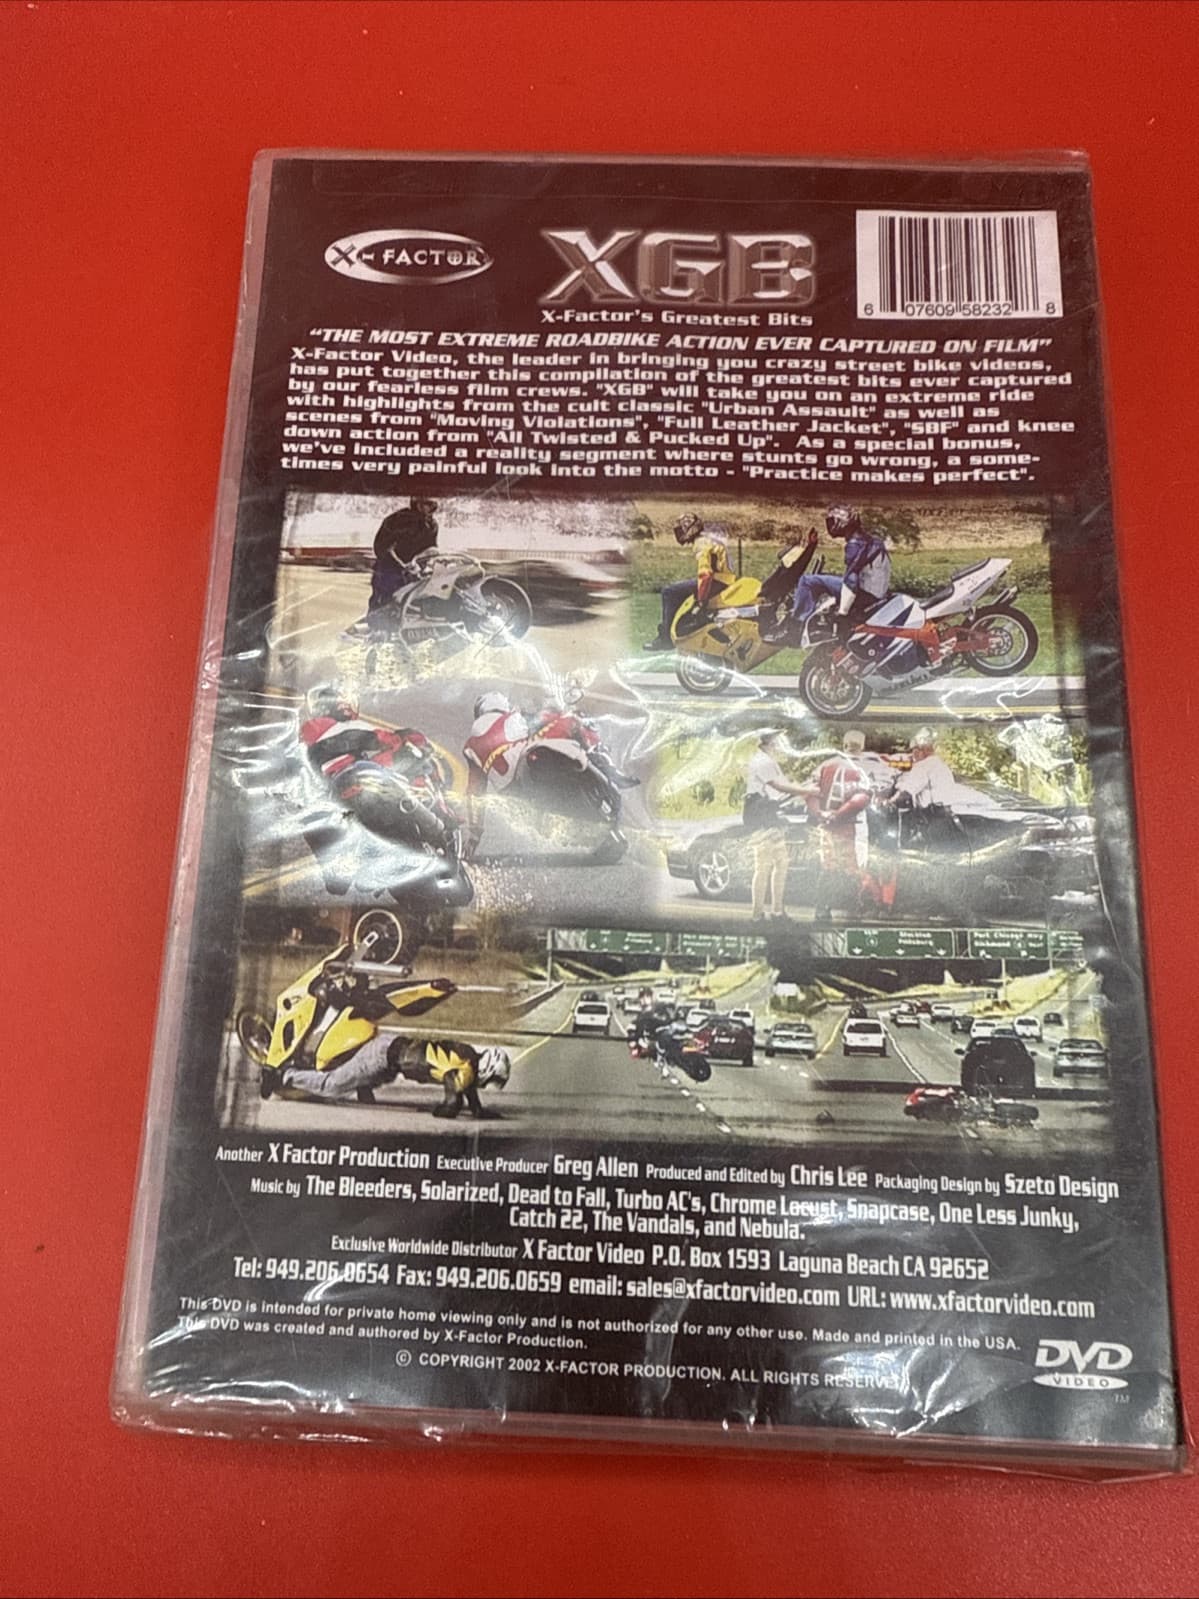 X-FACTOR
XGB
X-Factor's Greatest Bits
6 07609 58232 8
"THE MOST EXTREME ROADBIKE ACTION EVER CAPTURED ON FILM"
X-Factor Video, the leader in bringing you crazy street bike videos,
has put together this compilation of the greatest bits ever captured
by our fearless film crews. "XGB" will take you on an extreme ride
with highlights from the cult classic "Urban Assault" as well as
scenes from "Moving Violations", "Full Leather Jacket", "SBF" and knee
down action from "All Twisted & Pucked Up". As a special bonus,
we've included a reality segment where stunts go wrong, a some-
times very painful look into the motto - "Practice makes perfect".
Another X Factor Production Executive Producer Greg Allen Produced and Edited by Chris Lee Packaging Design by Szeto Design
Music by The Bleeders, Solarized, Dead to Fall, Turbo AC's, Chrome Locust, Snapcase, One Less Junky,
Catch 22, The Vandals, and Nebula.
Exclusive Worldwide Distributor X Factor Video P.O. Box 1593 Laguna Beach CA 92652
Tel: 949.206.0654 Fax: 949.206.0659 email: sales@xfactorvideo.com URL: www.xfactorvideo.com
This DVD is intended for private home viewing only and is not authorized for any other use. Made and printed in the USA.
This DVD was created and authored by X-Factor Production.
© COPYRIGHT 2002 X-FACTOR PRODUCTION. ALL RIGHTS RESERVED
DVD
VIDEO
TM